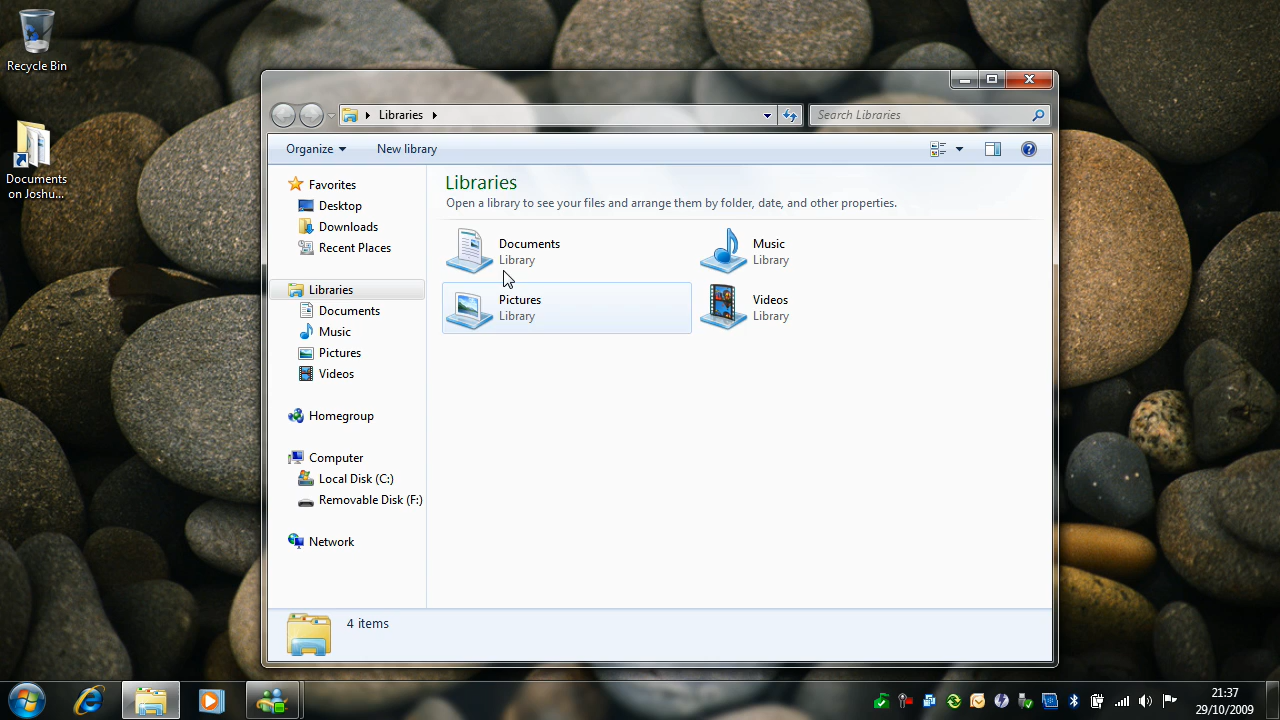 Recycle Bin
Documents
on Joshu...
Libraries
Search Libraries
Organize
New library
Favorites
Desktop
Downloads
Recent Places
Libraries
Documents
Music
Pictures
Videos
Homegroup
Computer
Local Disk (C:)
Removable Disk (F:)
Network
Libraries
Open a library to see your files and arrange them by folder, date, and other properties.
Documents
Library
Music
Library
Pictures
Library
Videos
Library
4 items
21:37
29/10/2009